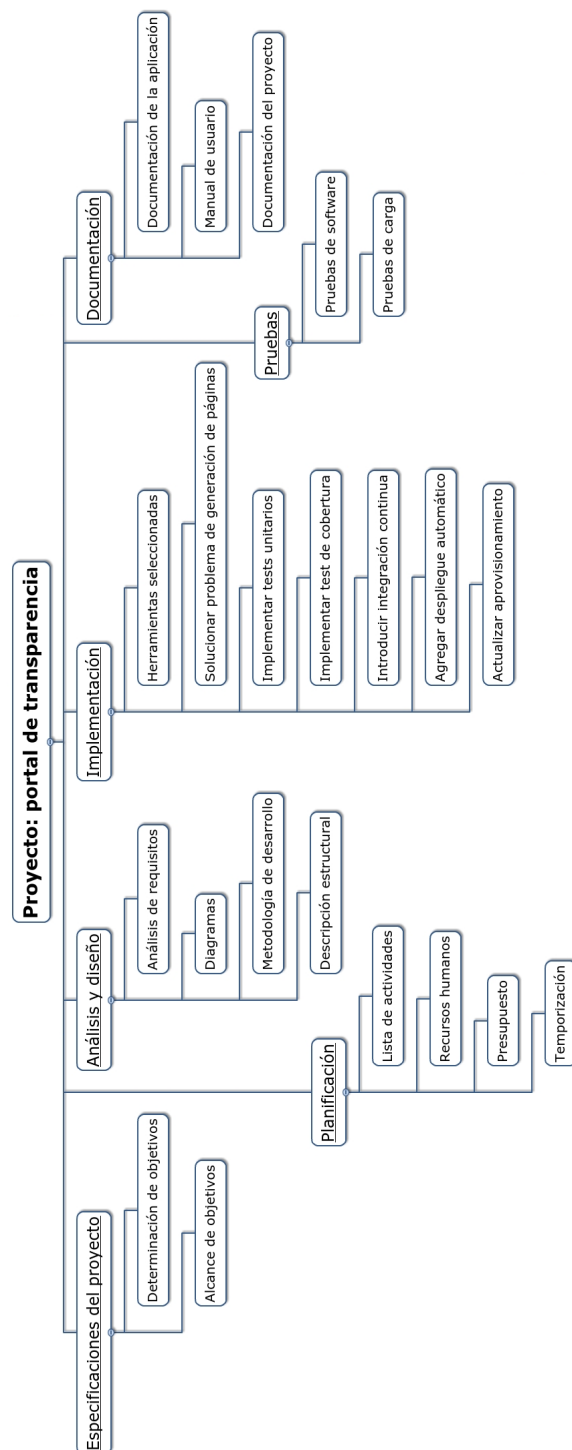 Proyecto: portal de transparencia
Especificaciones del proyecto
Determinación de objetivos
Alcance de objetivos
Planificación
Lista de actividades
Recursos humanos
Presupuesto
Temporización
Análisis y diseño
Análisis de requisitos
Diagramas
Metodología de desarrollo
Descripción estructural
Implementación
Herramientas seleccionadas
Solucionar problema de generación de páginas
Implementar tests unitarios
Implementar test de cobertura
Introducir integración continua
Agregar despliegue automático
Actualizar aprovisionamiento
Pruebas
Pruebas de software
Pruebas de carga
Documentación
Documentación de la aplicación
Manual de usuario
Documentación del proyecto